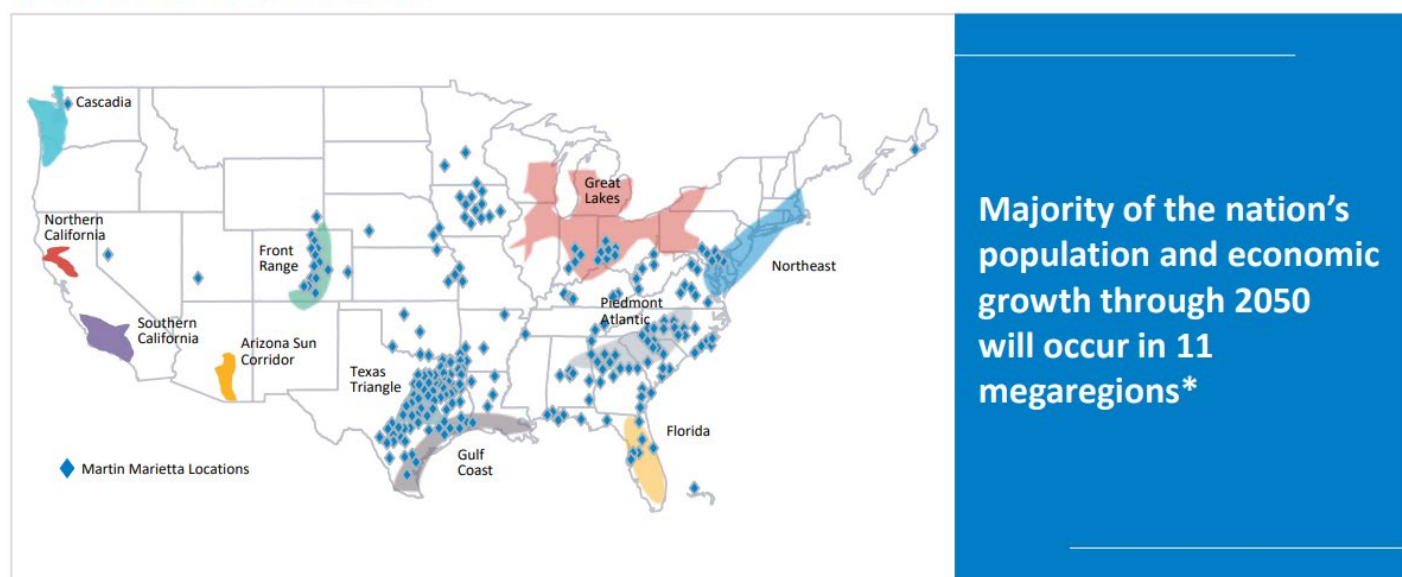 Cascadia
Northern
California
Front
Range
Great
Lakes
Northeast
Piedmont
Atlantic
Southern
California
Arizona Sun
Corridor
Texas
Triangle
Florida
Gulf
Coast
Martin Marietta Locations
Majority of the nation’s
population and economic
growth through 2050
will occur in 11
megaregions*